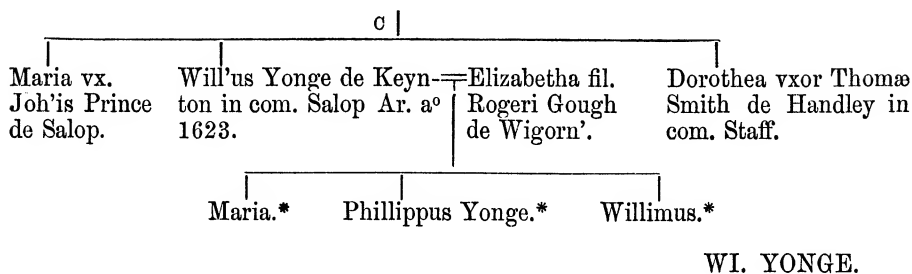 C
Maria vx.
Joh'is Prince
de Salop.
Will'us Yonge de Keyn-
ton in com. Salop Ar. aº
1623.
Elizabetha fil.
Rogeri Gough
de Wigorn'.
Dorothea vxor Thomæ
Smith de Handley in
com. Staff.
Maria.*
Phillippus Yonge.*
Willimus.*
WI. YONGE.